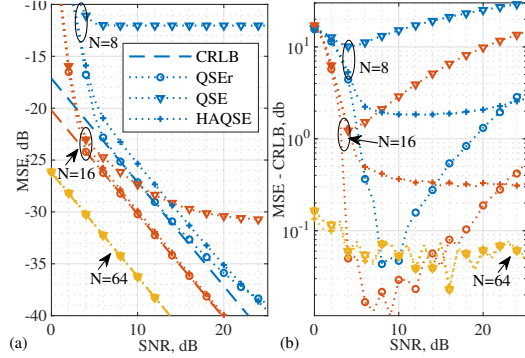 -10
-15
-20
-25
-30
-35
-40
0
10
20
MSE, dB
SNR, dB
(a)
N=8
N=16
N=64
CRLB
QSEr
QSE
HAQSE
10^1
10^0
10^-1
0
10
20
MSE - CRLB, db
SNR, dB
(b)
N=8
N=16
N=64